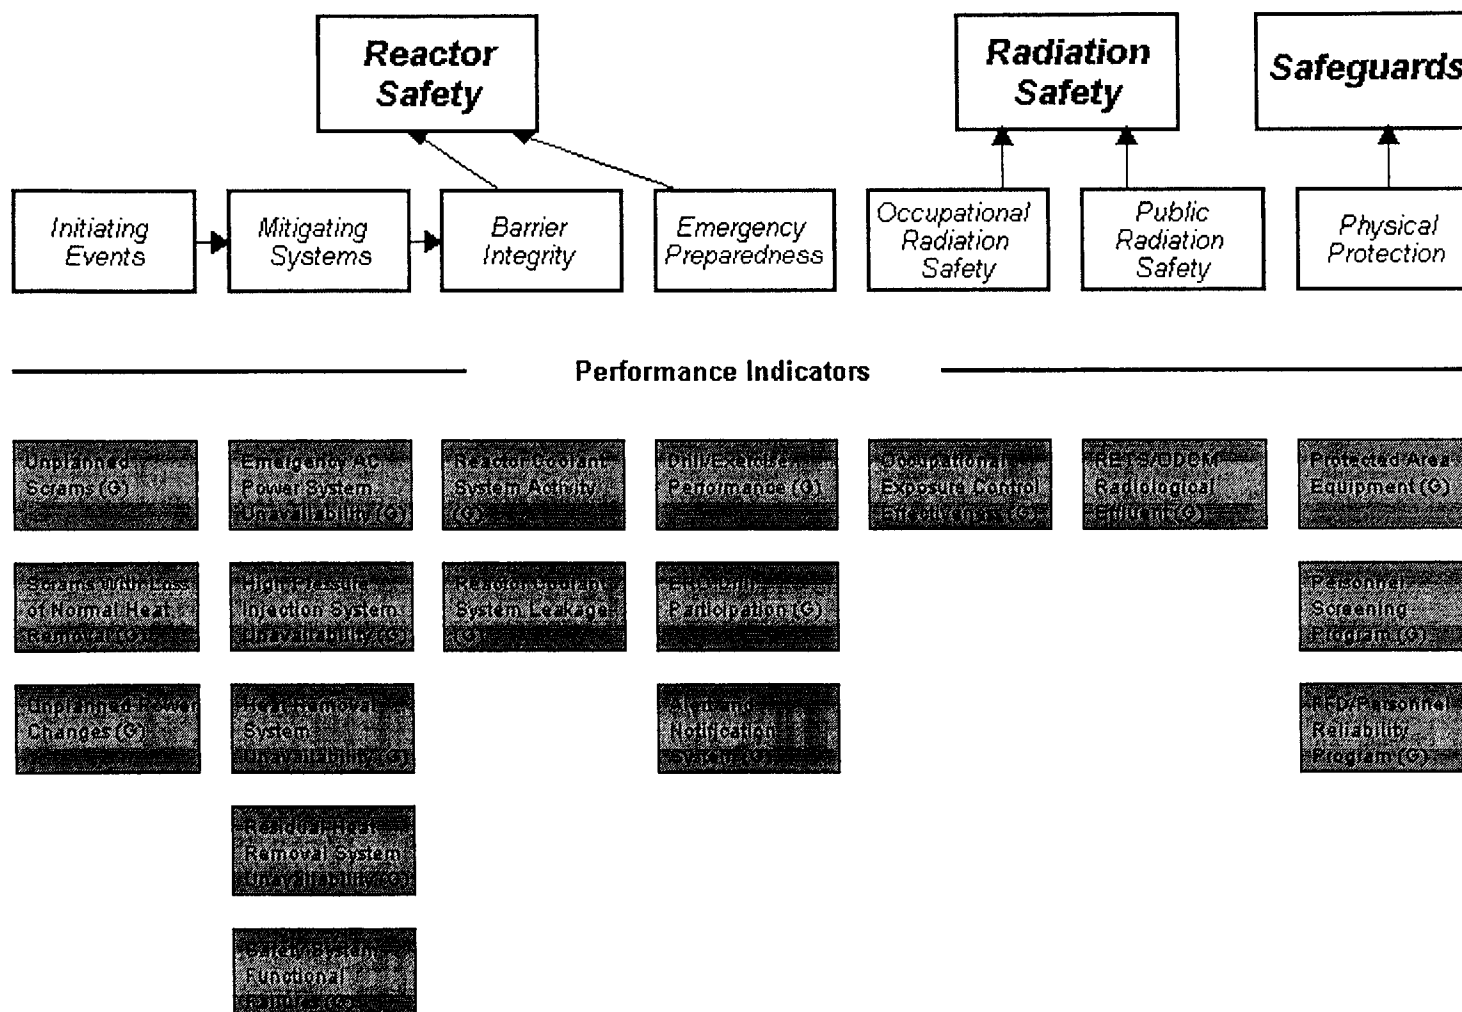 Reactor
Safety
Radiation
Safety
Safeguards
Initiating
Events
Mitigating
Systems
Barrier
Integrity
Emergency
Preparedness
Occupational
Radiation
Safety
Public
Radiation
Safety
Physical
Protection
Performance Indicators
Unplanned
Scrams (G)
Emergency AC
Power System
Unavailability (G)
Reactor Coolant
System Activity
(G)
Drill/Exercise
Performance (G)
Occupational
Exposure Control
Effectiveness (G)
RETS/ODCM
Radiological
Effluent (G)
Protected Area
Equipment (G)
Scrams With Loss
of Normal Heat
Removal (G)
High Pressure
Injection System
Unavailability (G)
Reactor Coolant
System Leakage
(G)
ERO Drill
Participation (G)
Personnel
Screening
Program (G)
Unplanned Power
Changes (G)
Heat Removal
System
Unavailability (G)
Alert and
Notification
System (G)
FFD/Personnel
Reliability
Program (G)
Residual Heat
Removal System
Unavailability (G)
Safety System
Functional
Failures (G)